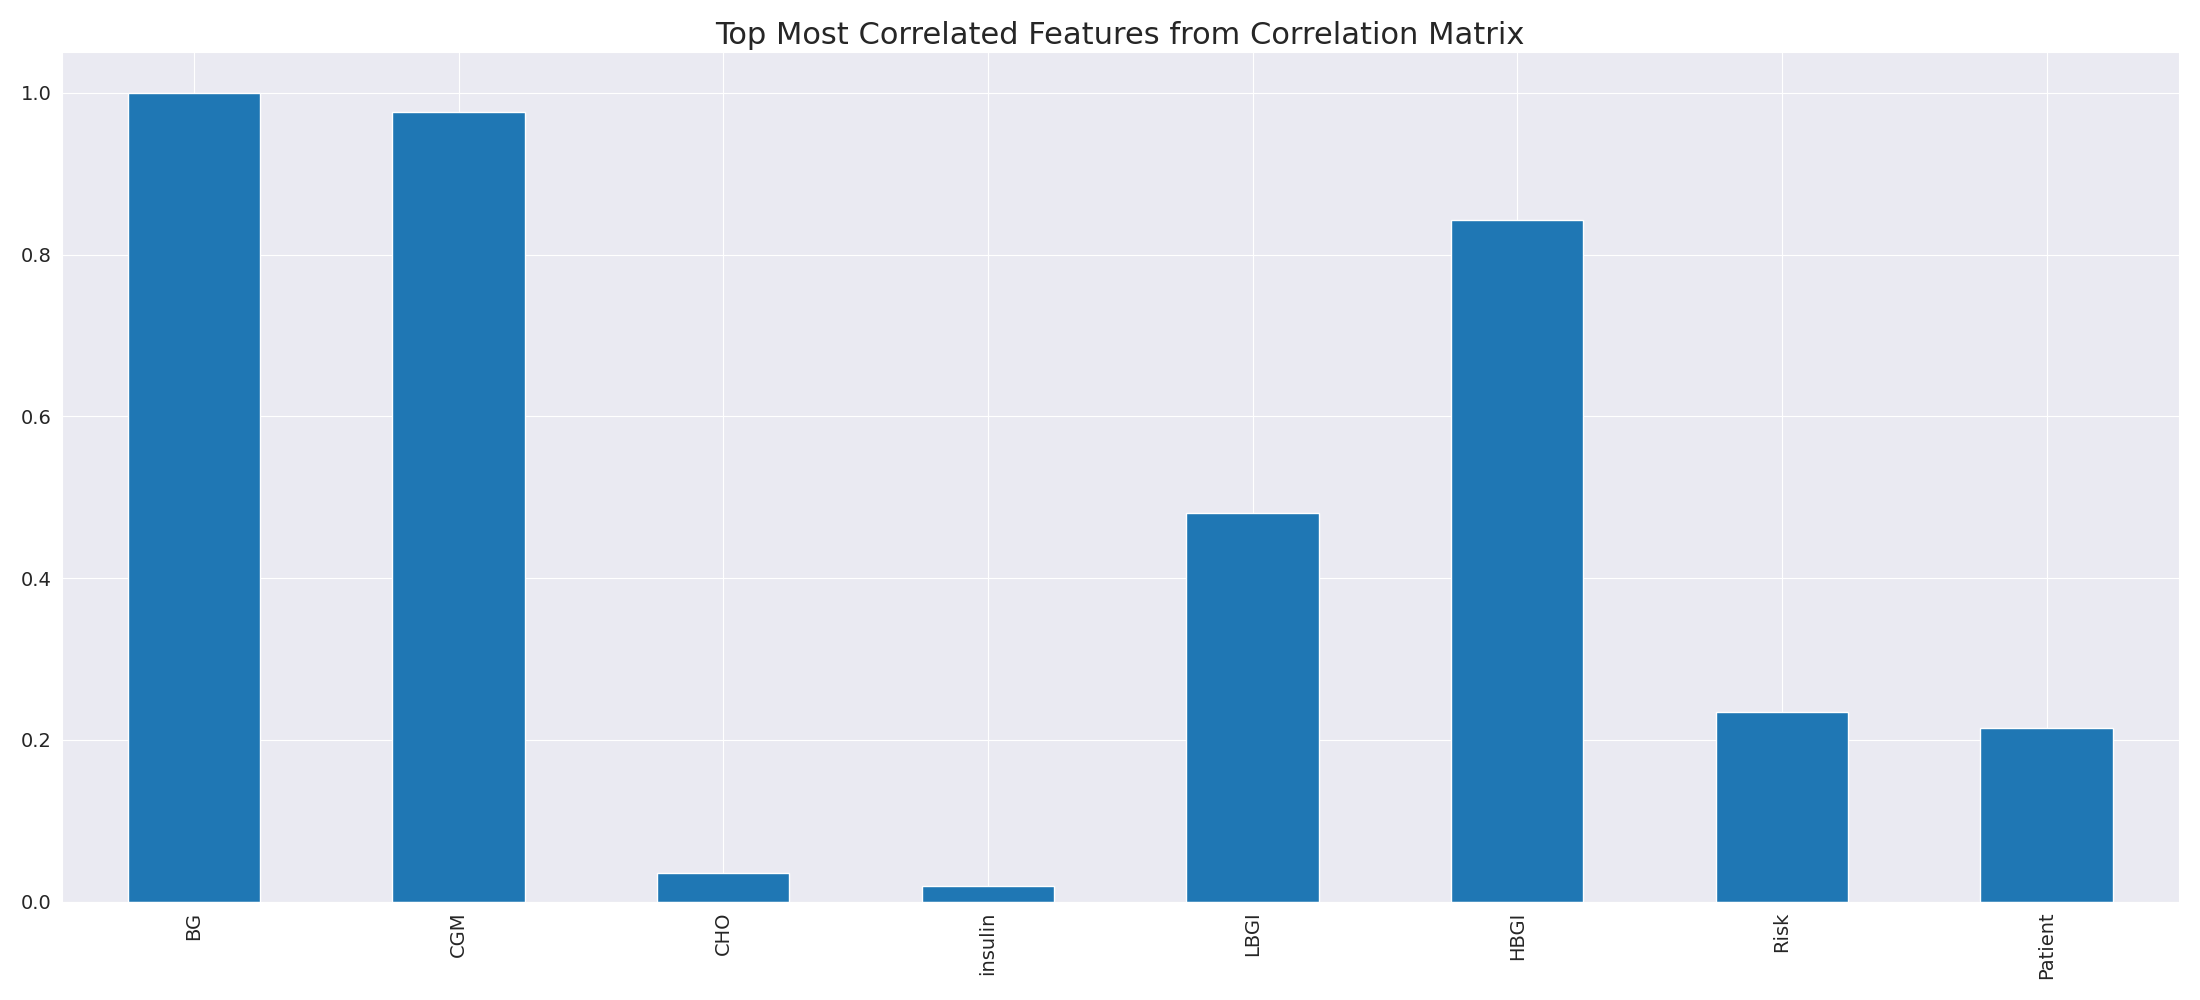 Top Most Correlated Features from Correlation Matrix
1.0
0.8
0.6
0.4
0.2
0.0
BG
CGM
CHO
insulin
LBGI
HBGI
Risk
Patient